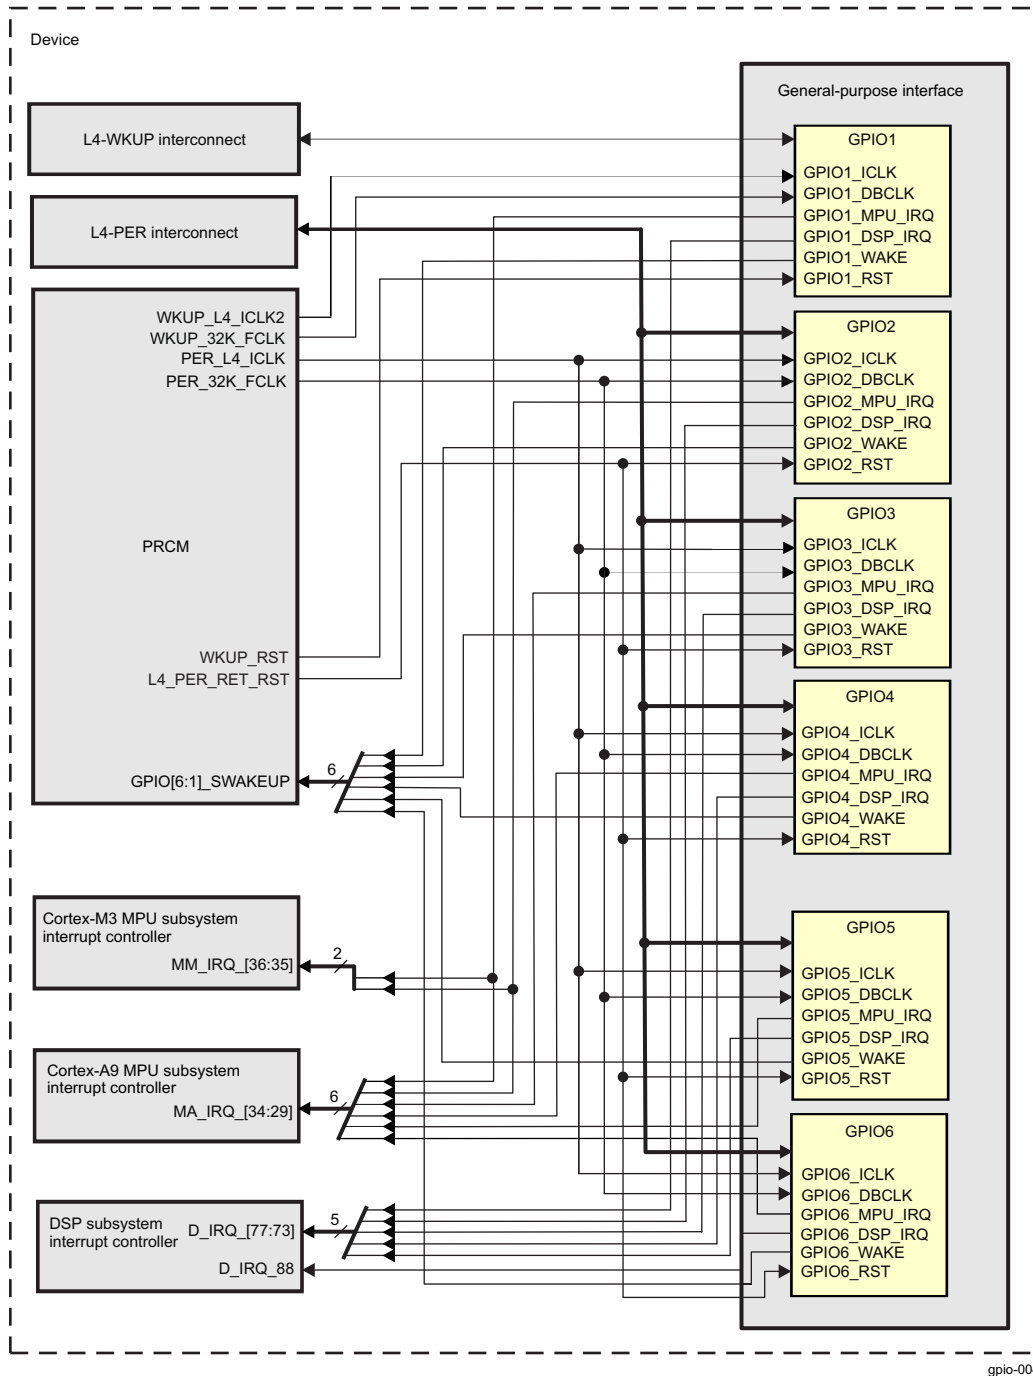 Device
General-purpose interface
L4-WKUP interconnect
L4-PER interconnect
WKUP_L4_ICLK2
WKUP_32K_FCLK
PER_L4_ICLK
PER_32K_FCLK
PRCM
WKUP_RST
L4_PER_RET_RST
GPIO[6:1]_SWAKEUP
6
Cortex-M3 MPU subsystem
interrupt controller
MM_IRQ_[36:35]
2
Cortex-A9 MPU subsystem
interrupt controller
MA_IRQ_[34:29]
6
DSP subsystem
interrupt controller
D_IRQ_[77:73]
5
D_IRQ_88
GPIO1
GPIO1_ICLK
GPIO1_DBCLK
GPIO1_MPU_IRQ
GPIO1_DSP_IRQ
GPIO1_WAKE
GPIO1_RST
GPIO2
GPIO2_ICLK
GPIO2_DBCLK
GPIO2_MPU_IRQ
GPIO2_DSP_IRQ
GPIO2_WAKE
GPIO2_RST
GPIO3
GPIO3_ICLK
GPIO3_DBCLK
GPIO3_MPU_IRQ
GPIO3_DSP_IRQ
GPIO3_WAKE
GPIO3_RST
GPIO4
GPIO4_ICLK
GPIO4_DBCLK
GPIO4_MPU_IRQ
GPIO4_DSP_IRQ
GPIO4_WAKE
GPIO4_RST
GPIO5
GPIO5_ICLK
GPIO5_DBCLK
GPIO5_MPU_IRQ
GPIO5_DSP_IRQ
GPIO5_WAKE
GPIO5_RST
GPIO6
GPIO6_ICLK
GPIO6_DBCLK
GPIO6_MPU_IRQ
GPIO6_DSP_IRQ
GPIO6_WAKE
GPIO6_RST
gpio-00